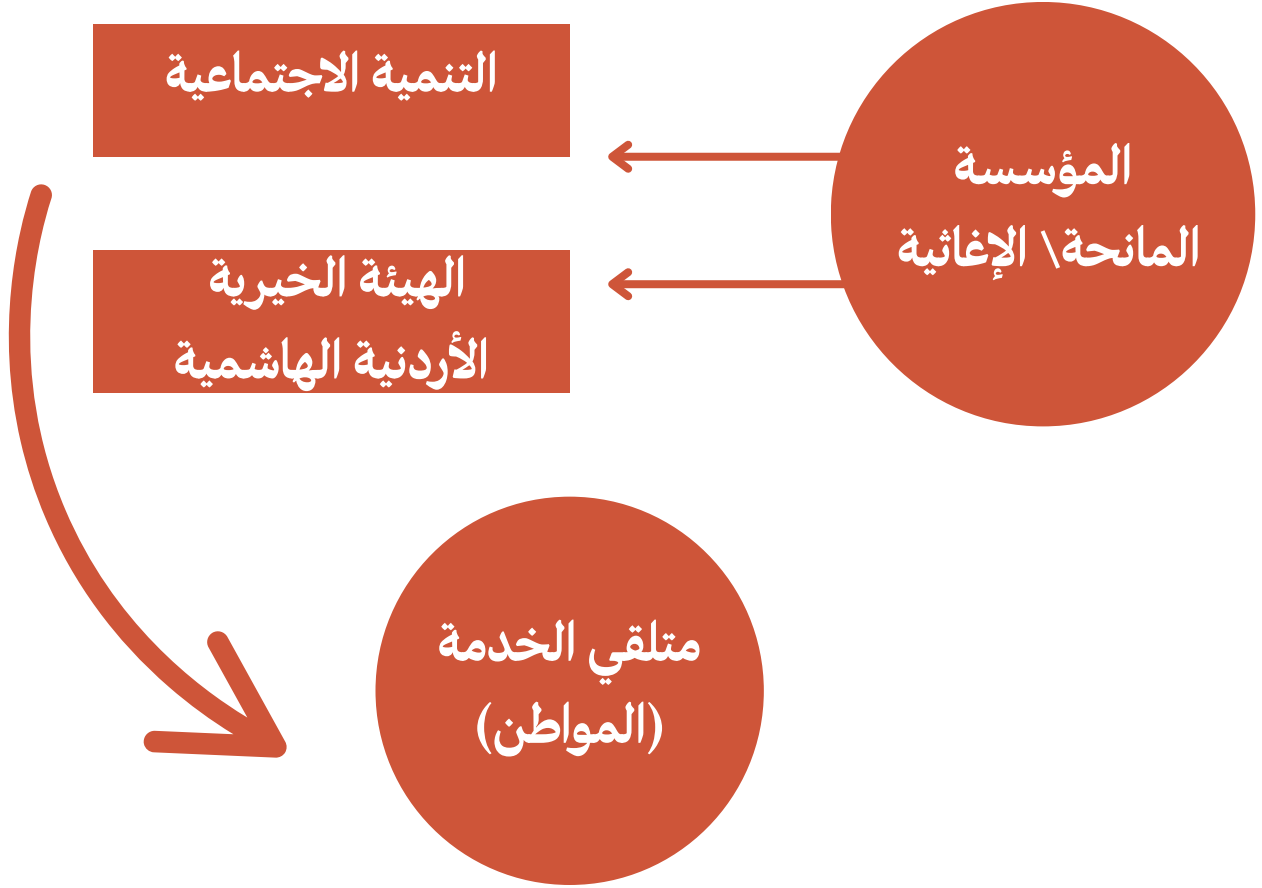 المؤسسة
المانحة\ الإغاثية
التنمية الاجتماعية
الهيئة الخيرية
الأردنية الهاشمية
متلقي الخدمة
(المواطن)